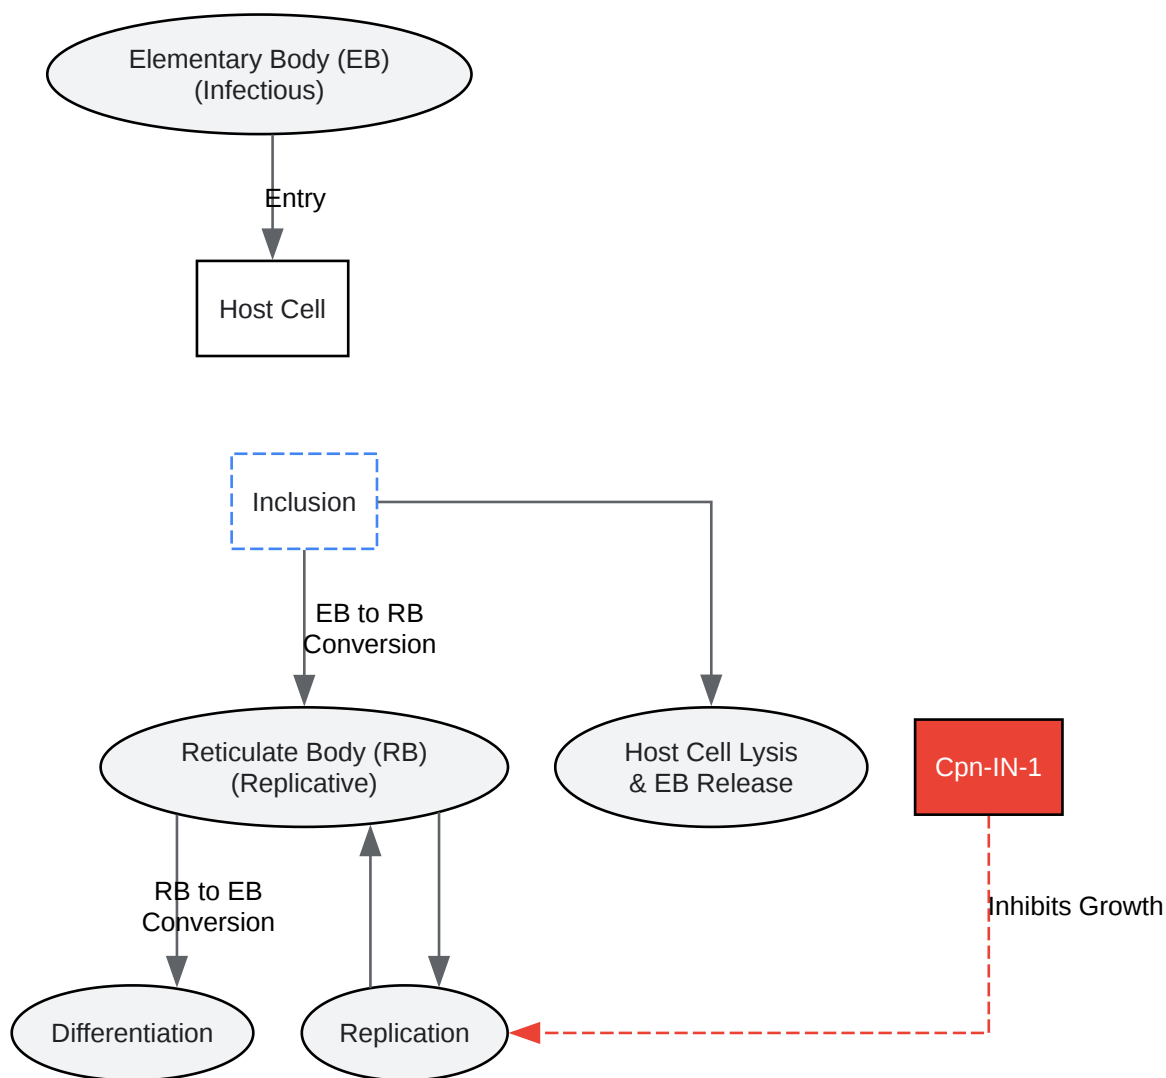 Elementary Body (EB)
(Infectious)
Entry
Host Cell
Inclusion
EB to RB
Conversion
Reticulate Body (RB)
(Replicative)
Host Cell Lysis
& EB Release
Cpn-IN-1
RB to EB
Conversion
Inhibits Growth
Differentiation
Replication